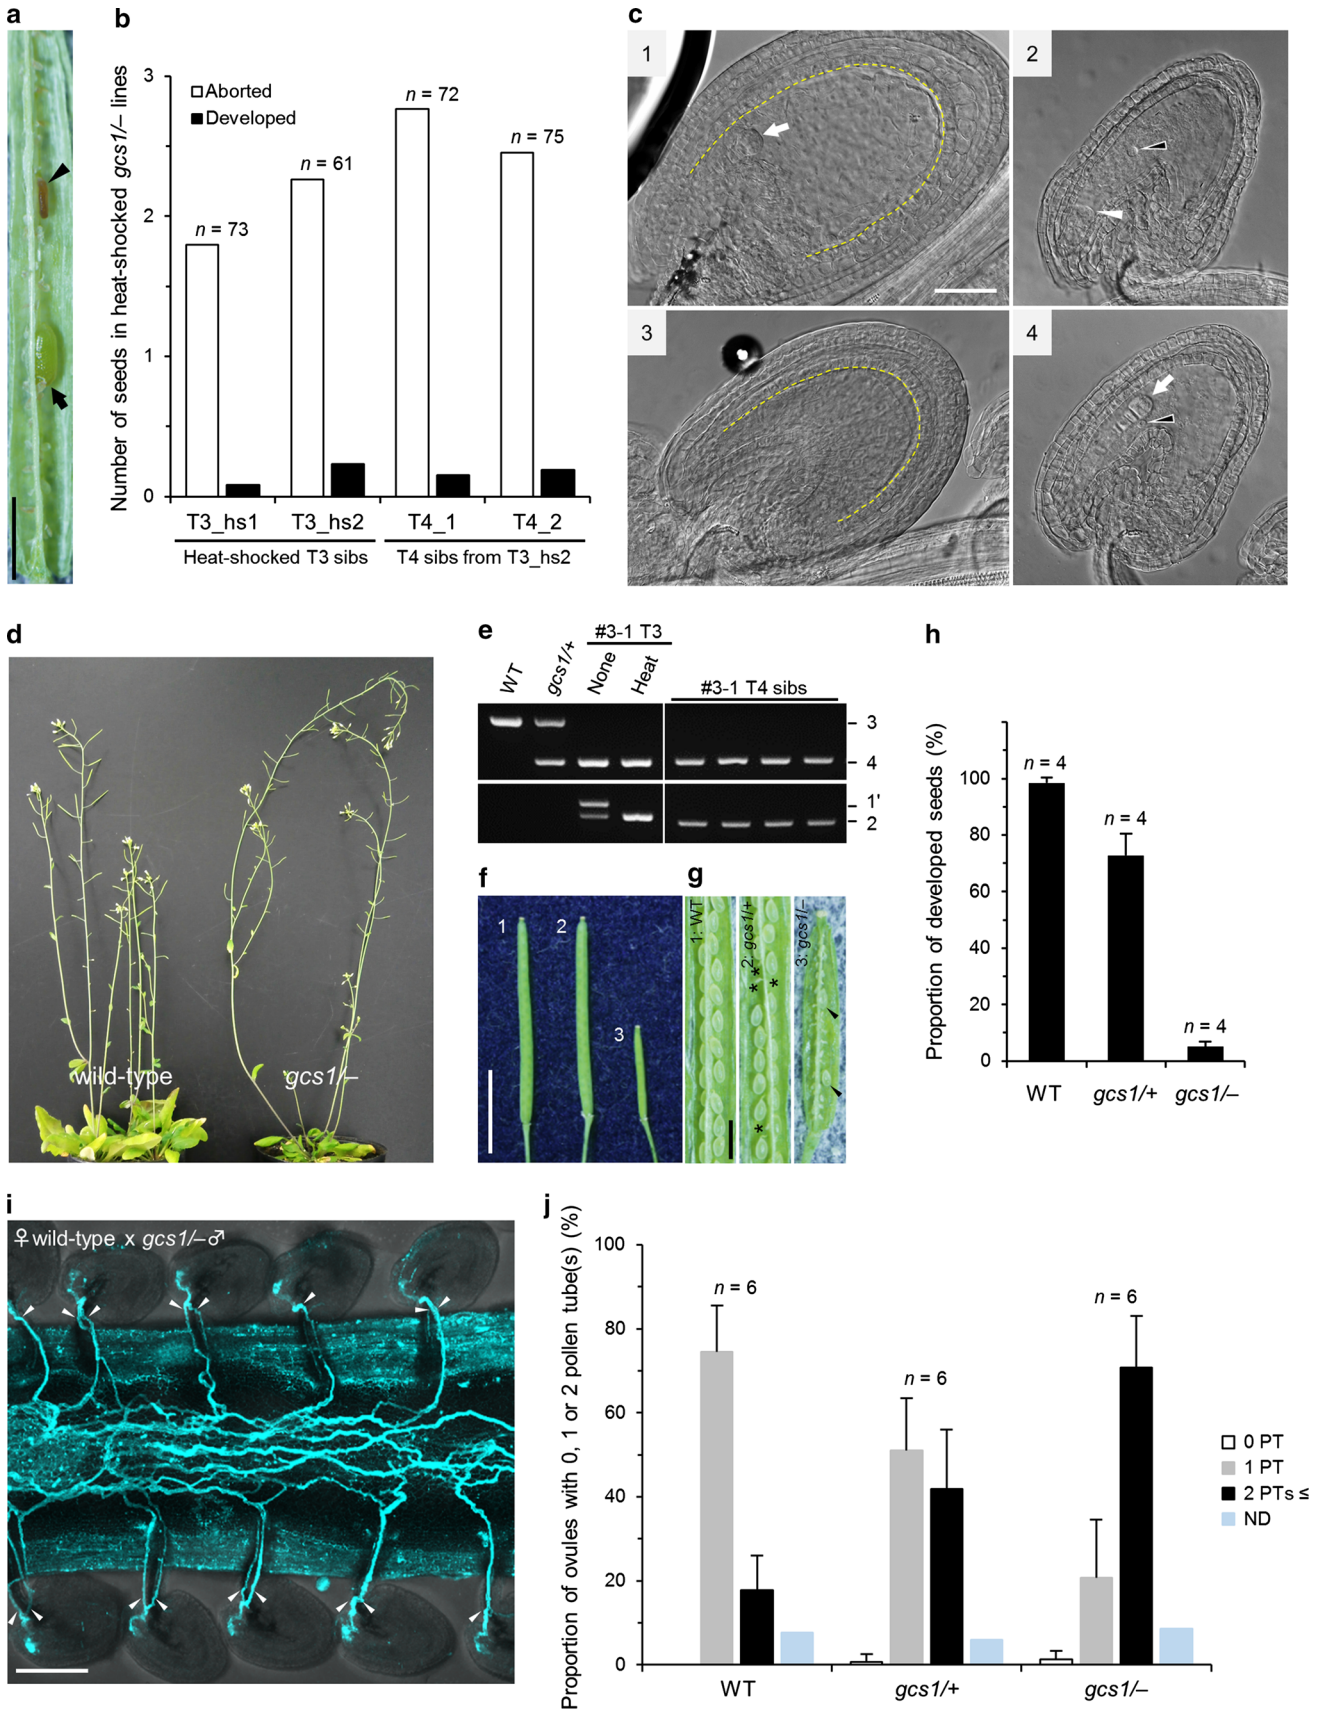 a
b
Number of seeds in heat-shocked gcs1/– lines
3
2
1
0
Aborted
Developed
n = 73
n = 61
n = 72
n = 75
T3_hs1
T3_hs2
T4_1
T4_2
Heat-shocked T3 sibs
T4 sibs from T3_hs2
c
1
2
3
4
d
wild-type
gcs1/–
e
WT
gcs1/+
#3-1 T3
None
Heat
#3-1 T4 sibs
3
4
1'
2
f
1
2
3
g
1: WT
2: gcs1/+
3: gcs1/–
*
*
*
*
h
Proportion of developed seeds (%)
100
80
60
40
20
0
n = 4
n = 4
n = 4
WT
gcs1/+
gcs1/–
i
♀wild-type x gcs1/–♂
j
Proportion of ovules with 0, 1 or 2 pollen tube(s) (%)
100
80
60
40
20
0
n = 6
n = 6
n = 6
WT
gcs1/+
gcs1/–
0 PT
1 PT
2 PTs ≤
ND